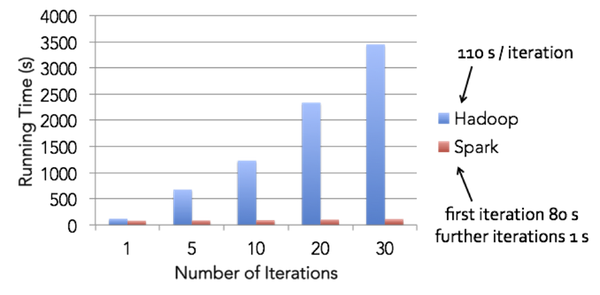 4000
3500
3000
2500
2000
1500
1000
500
0
Running Time (s)
1 5 10 20 30
Number of Iterations
110 s / iteration
Hadoop
Spark
first iteration 80 s
further iterations 1 s